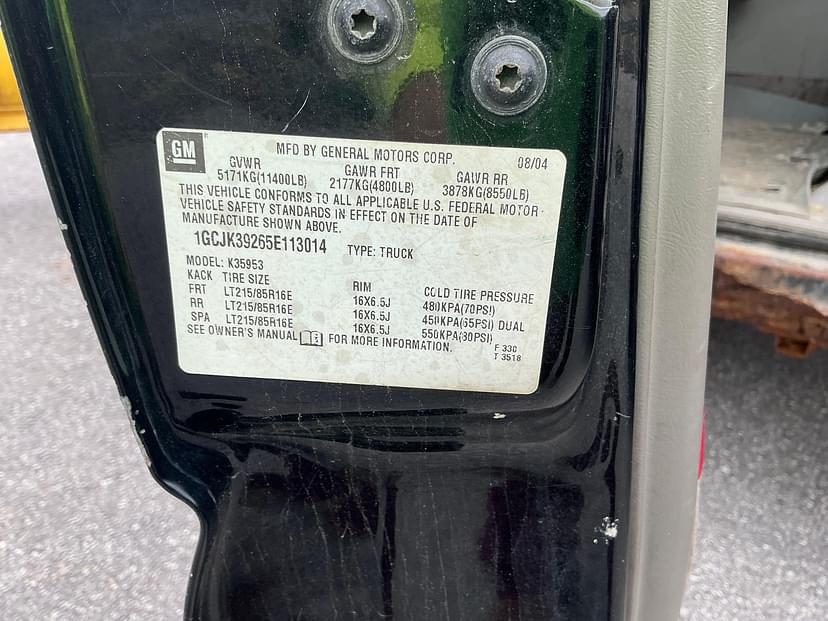 GM
MFD BY GENERAL MOTORS CORP. 08/04
GVWR GAWR FRT GAWR RR
5171KG(11400LB) 2177KG(4800LB) 3878KG(8550LB)
THIS VEHICLE CONFORMS TO ALL APPLICABLE U.S. FEDERAL MOTOR
VEHICLE SAFETY STANDARDS IN EFFECT ON THE DATE OF
MANUFACTURE SHOWN ABOVE.
1GCJK39265E113014 TYPE: TRUCK
MODEL: K35953
KACK TIRE SIZE RIM COLD TIRE PRESSURE
FRT LT215/85R16E 16X6.5J 480KPA(70PSI)
RR LT215/85R16E 16X6.5J 450KPA(65PSI) DUAL
SPA LT215/85R16E 16X6.5J 550KPA(80PSI)
SEE OWNER'S MANUAL FOR MORE INFORMATION.
F 330
T 3518